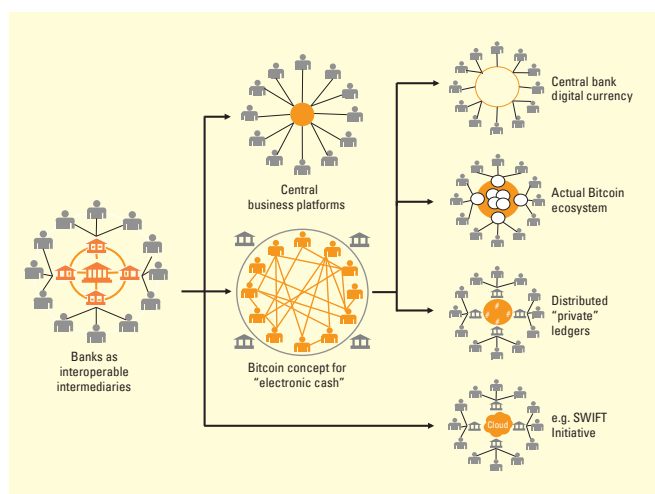 Central
business platforms
Central bank
digital currency
Actual Bitcoin
ecosystem
Banks as
interoperable
intermediaries
Bitcoin concept for
“electronic cash”
Distributed
“private”
ledgers
Cloud
e.g. SWIFT
Initiative